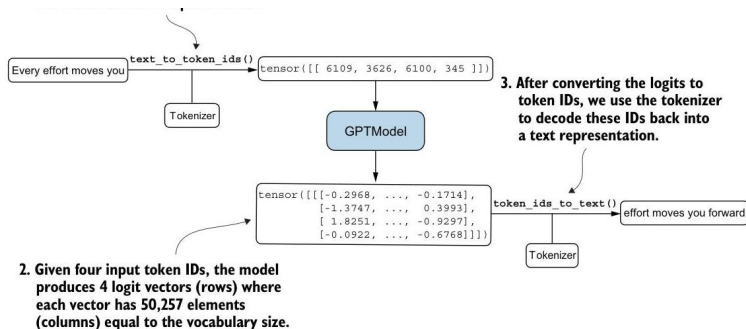 text_to_token_ids()
Every effort moves you
tensor([[ 6109, 3626, 6100, 345 ]])
Tokenizer
3. After converting the logits to
token IDs, we use the tokenizer
to decode these IDs back into
a text representation.
GPTModel
tensor([[[-0.2968, ..., -0.1714],
[-1.3747, ..., 0.3993],
[ 1.8251, ..., -0.9297],
[-0.0922, ..., -0.6768]]])
token_ids_to_text()
effort moves you forward
Tokenizer
2. Given four input token IDs, the model
produces 4 logit vectors (rows) where
each vector has 50,257 elements
(columns) equal to the vocabulary size.